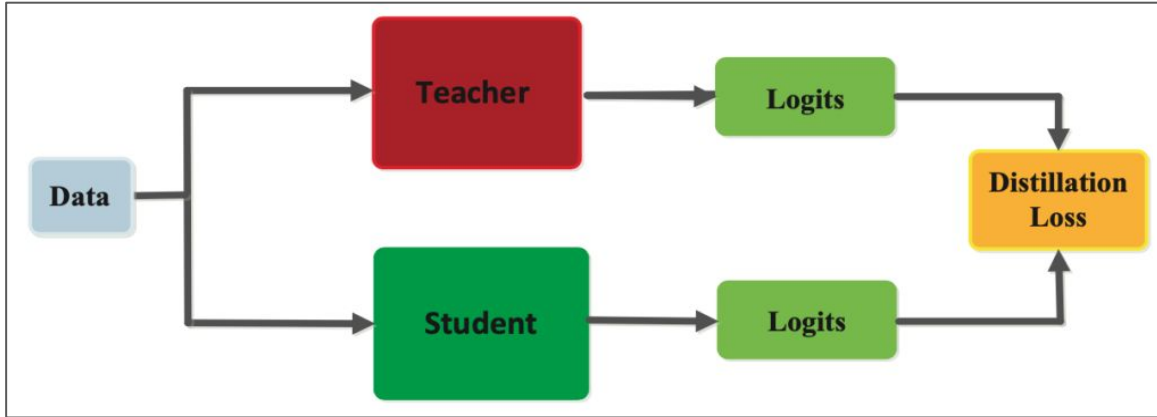 Teacher
Logits
Data
Distillation
Loss
Student
Logits